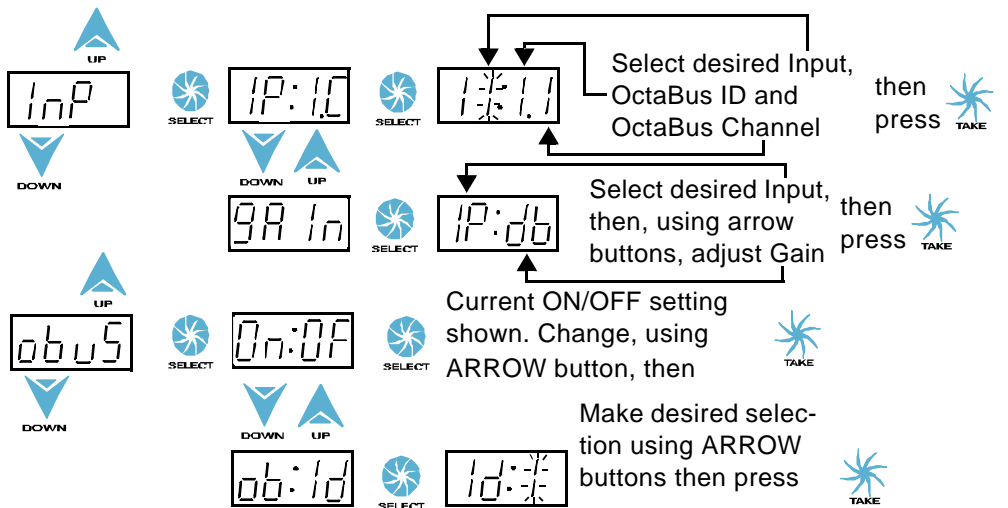 UP
InP
DOWN
SELECT
IP:1.C
SELECT
1 1.1
Select desired Input,
OctaBus ID and
OctaBus Channel
then
press
TAKE
DOWN UP
gAIn
SELECT
IP:db
Select desired Input,
then, using arrow
buttons, adjust Gain
then
press
TAKE
UP
obuS
DOWN
SELECT
On:OF
SELECT
Current ON/OFF setting
shown. Change, using
ARROW button, then
TAKE
DOWN UP
ob:Id
SELECT
Id:1
Make desired selec-
tion using ARROW
buttons then press
TAKE